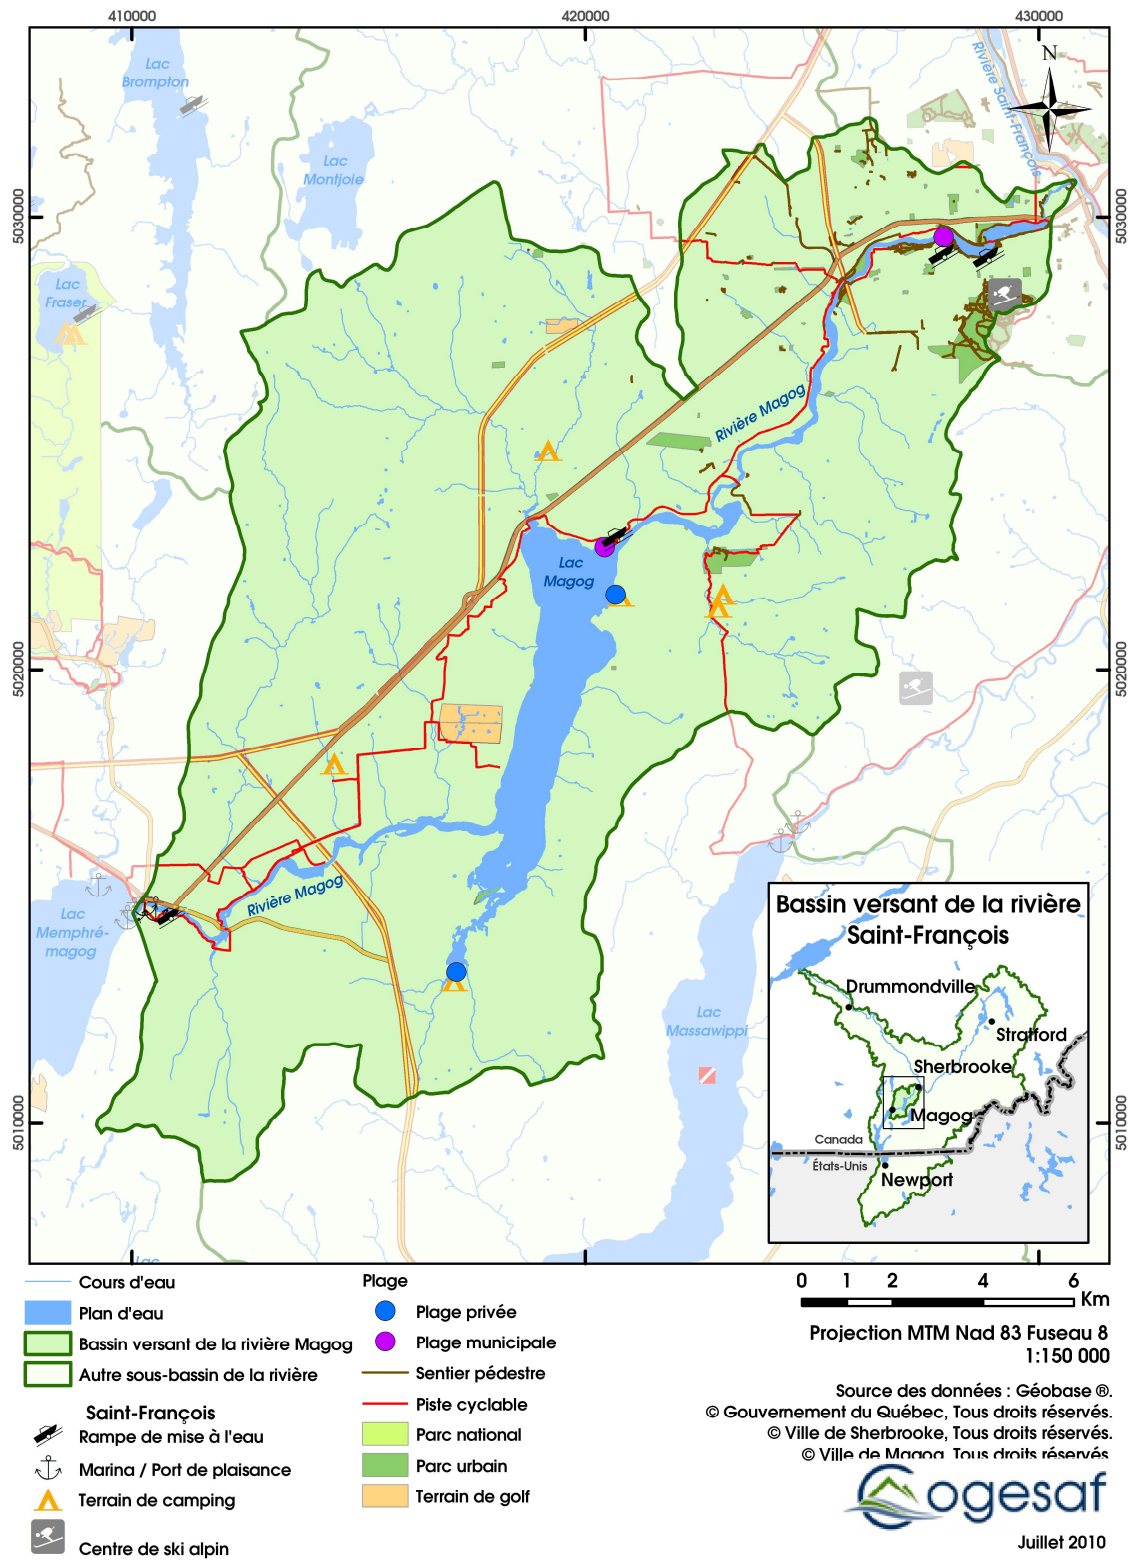 410000
420000
430000
N
Lac
Brompton
Rivière Saint-François
Lac
Montjoie
5030000
5030000
Lac
Fraser
Rivière Magog
Lac
Magog
5020000
5020000
Rivière Magog
Lac
Memphré-
magog
Lac
Massawippi
5010000
5010000
Lac
Bassin versant de la rivière
Saint-François
Drummondville
Stratford
Sherbrooke
Magog
Canada
États-Unis
Newport
Cours d'eau
Plan d'eau
Bassin versant de la rivière Magog
Autre sous-bassin de la rivière
Saint-François
Rampe de mise à l'eau
Marina / Port de plaisance
Terrain de camping
Centre de ski alpin
Plage
Plage privée
Plage municipale
Sentier pédestre
Piste cyclable
Parc national
Parc urbain
Terrain de golf
0 1 2 4 6
Km
Projection MTM Nad 83 Fuseau 8
1:150 000
Source des données : Géobase ®.
© Gouvernement du Québec, Tous droits réservés.
© Ville de Sherbrooke, Tous droits réservés.
© Ville de Magog, Tous droits réservés.
Cogesaf
Juillet 2010